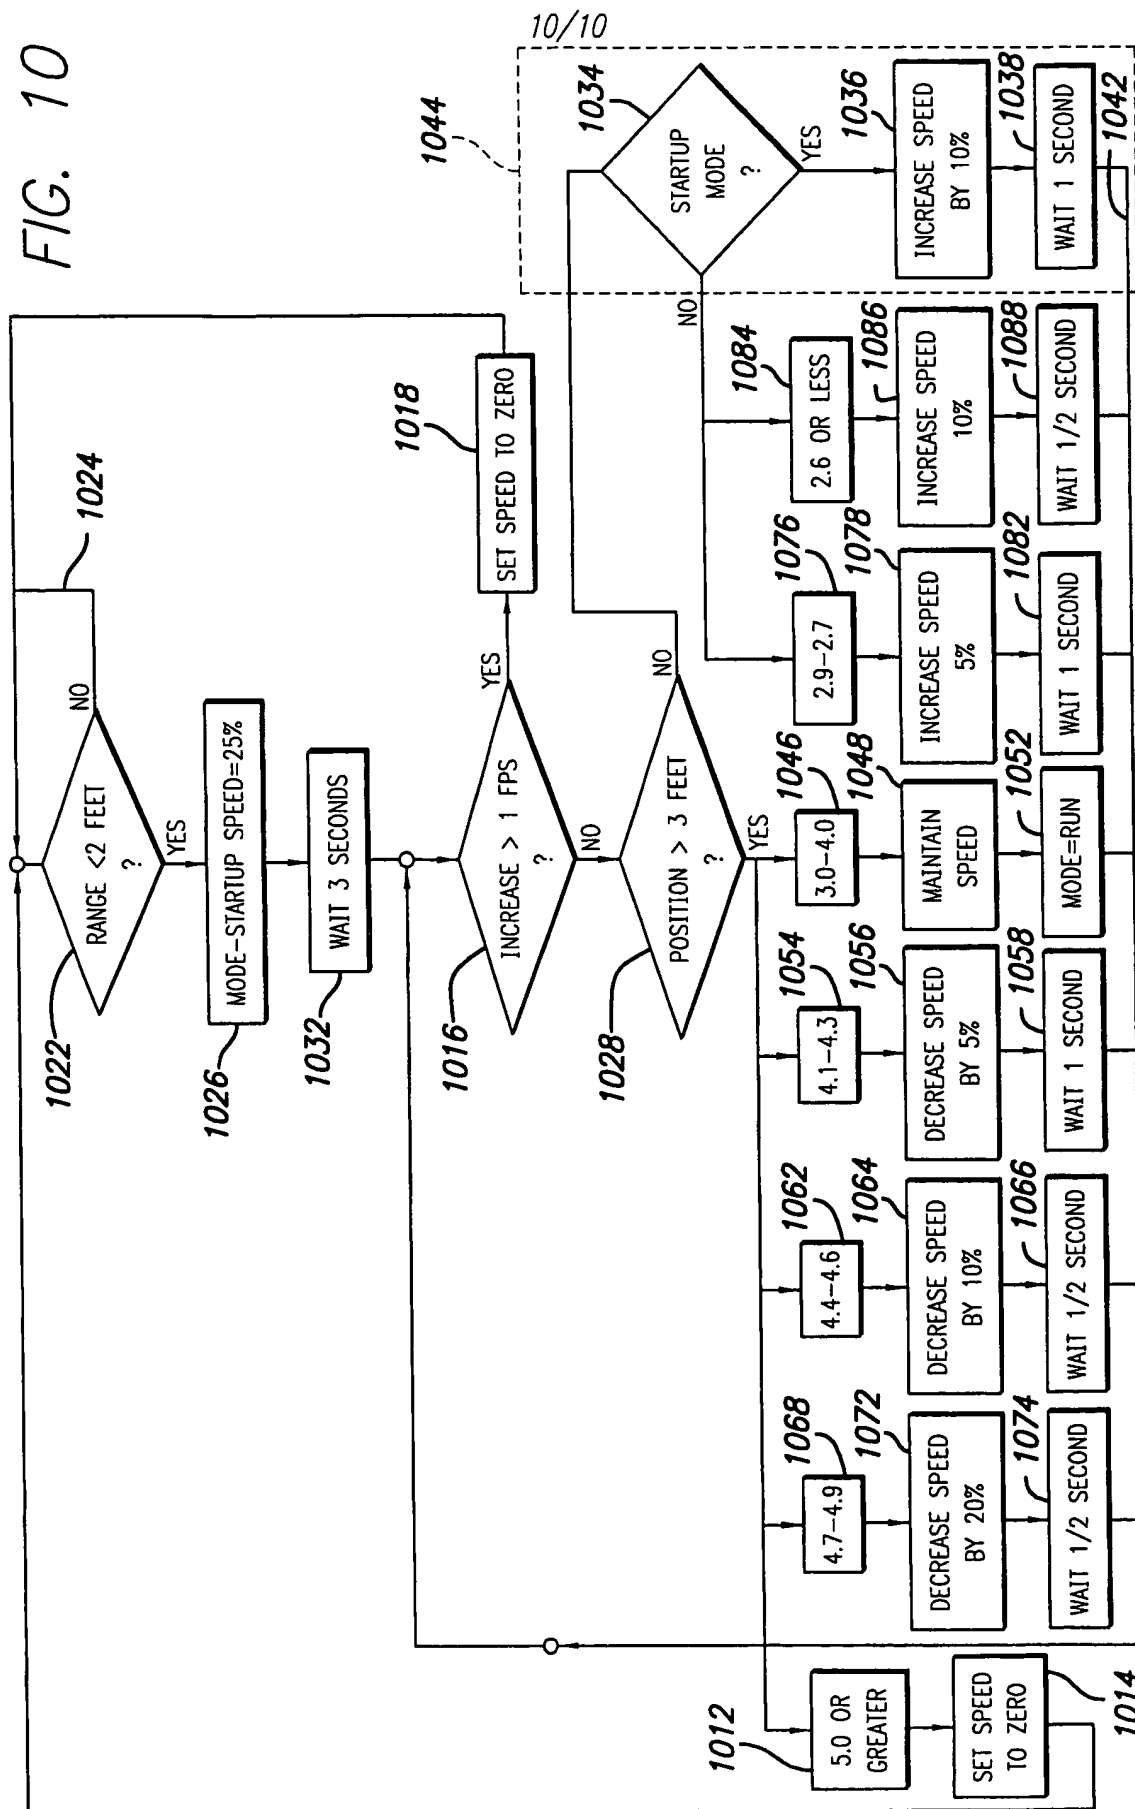 10/10
FIG. 10
1022
RANGE <2 FEET
?
NO
1024
YES
1026
MODE-STARTUP SPEED=25%
1032
WAIT 3 SECONDS
1016
INCREASE > 1 FPS
?
YES
1018
SET SPEED TO ZERO
NO
1028
POSITION > 3 FEET
?
NO
YES
1044
1034
STARTUP
MODE
?
NO
YES
1036
INCREASE SPEED
BY 10%
1038
WAIT 1 SECOND
1042
1012
5.0 OR
GREATER
1014
SET SPEED
TO ZERO
1068
4.7-4.9
1072
DECREASE SPEED
BY 20%
1074
WAIT 1/2 SECOND
1062
4.4-4.6
1064
DECREASE SPEED
BY 10%
1066
WAIT 1/2 SECOND
1054
4.1-4.3
1056
DECREASE SPEED
BY 5%
1058
WAIT 1 SECOND
1046
3.0-4.0
1048
MAINTAIN
SPEED
1052
MODE=RUN
1076
2.9-2.7
1078
INCREASE SPEED
5%
1082
WAIT 1 SECOND
1084
2.6 OR LESS
1086
INCREASE SPEED
10%
1088
WAIT 1/2 SECOND